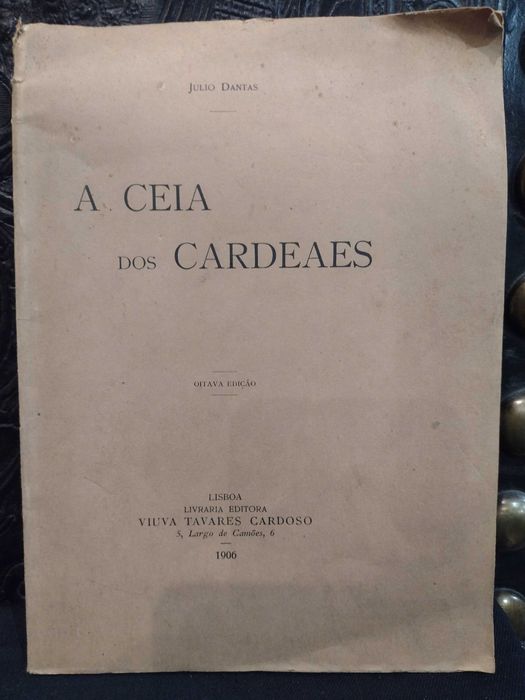 Julio Dantas
A CEIA
DOS CARDEAES
OITAVA EDIÇÃO
LISBOA
LIVRARIA EDITORA
VIUVA TAVARES CARDOSO
5, Largo de Camões, 6
1906